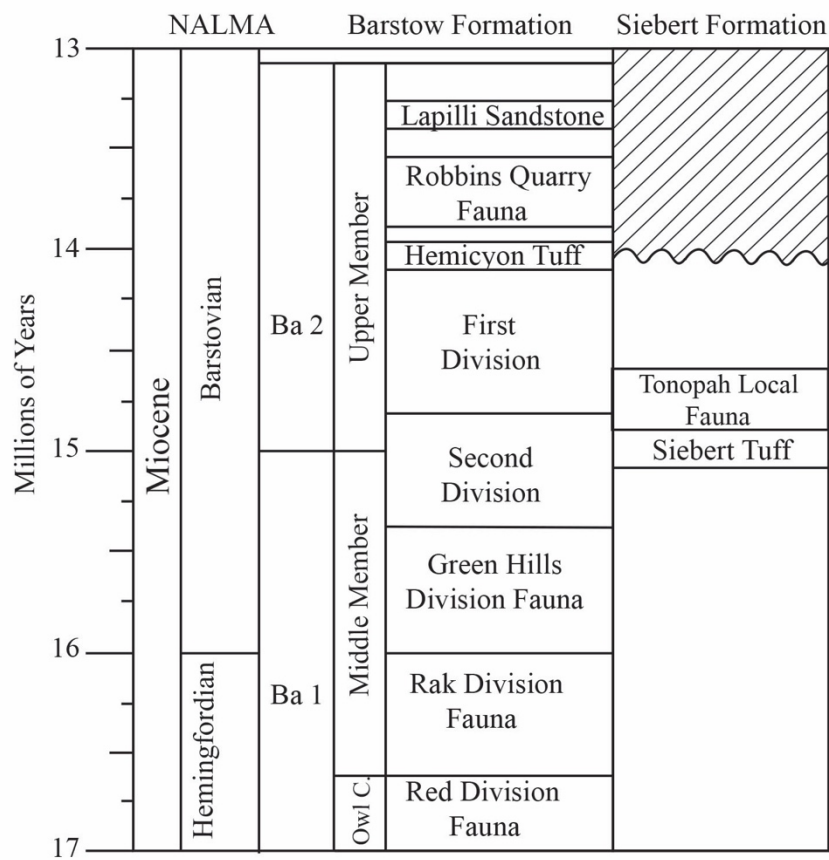 NALMA
Barstow Formation
Siebert Formation
13
14
15
16
17
Millions of Years
Miocene
Barstovian
Hemingfordian
Ba 2
Ba 1
Upper Member
Middle Member
Owl C.
Lapilli Sandstone
Robbins Quarry
Fauna
Hemicyon Tuff
First
Division
Second
Division
Green Hills
Division Fauna
Rak Division
Fauna
Red Division
Fauna
Tonopah Local
Fauna
Siebert Tuff